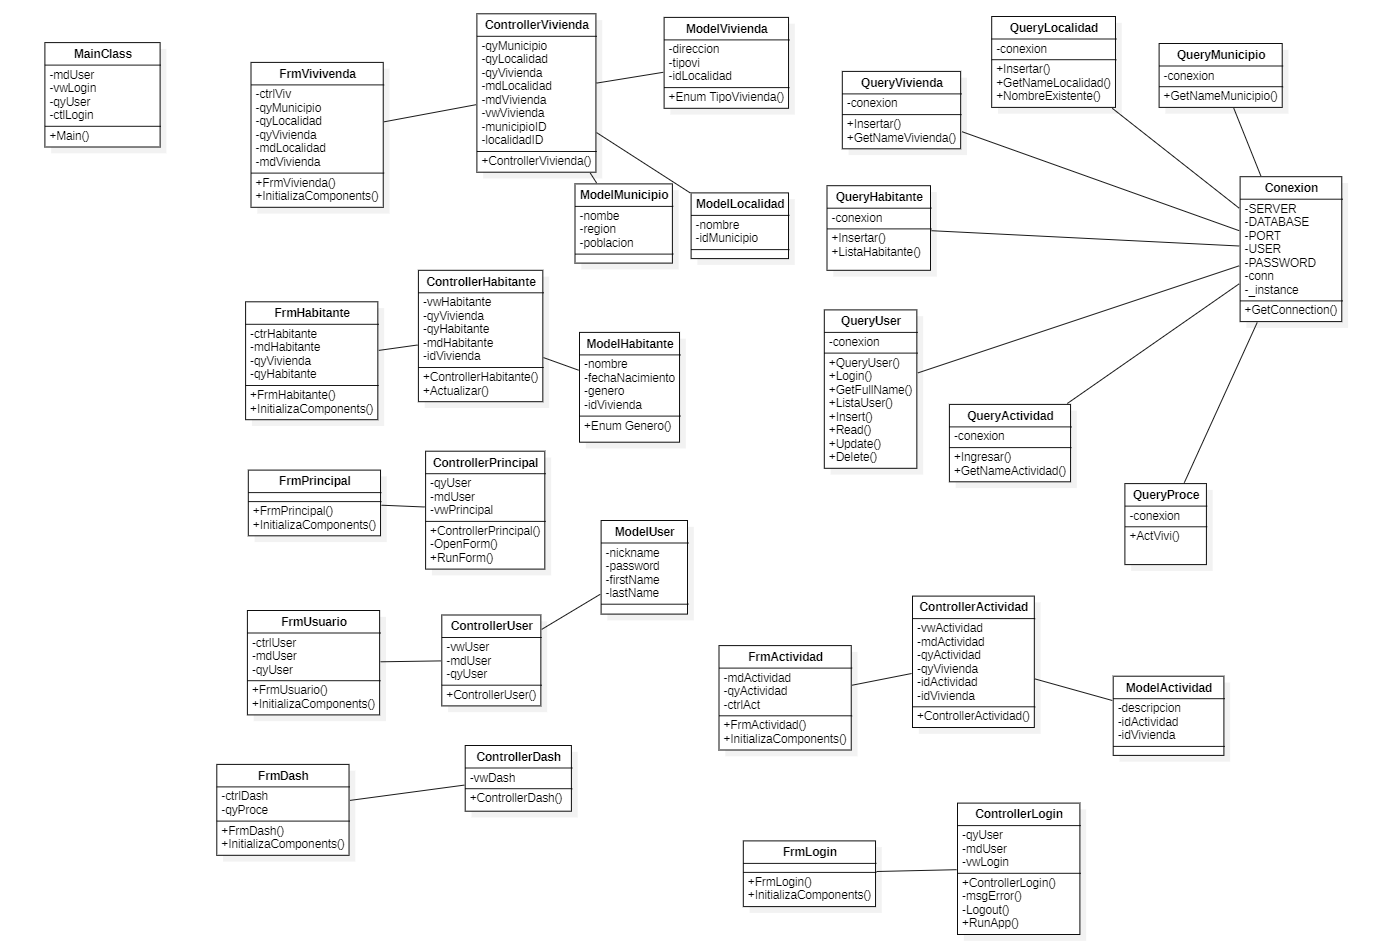 MainClass
-mdUser
-vwLogin
-qyUser
-ctlLogin
+Main()
FrmVivivenda
-ctrlViv
-qyMunicipio
-qyLocalidad
-qyVivienda
-mdLocalidad
-mdVivienda
+FrmVivienda()
+InitializaComponents()
ControllerVivienda
-qyMunicipio
-qyLocalidad
-qyVivienda
-mdLocalidad
-mdVivienda
-vwVivienda
-municipioID
-localidadID
+ControllerVivienda()
ModelVivienda
-direccion
-tipovi
-idLocalidad
+Enum TipoVivienda()
ModelMunicipio
-nombe
-region
-poblacion
ModelLocalidad
-nombre
-idMunicipio
QueryVivienda
-conexion
+Insertar()
+GetNameVivienda()
QueryLocalidad
-conexion
+Insertar()
+GetNameLocalidad()
+NombreExistente()
QueryMunicipio
-conexion
+GetNameMunicipio()
QueryHabitante
-conexion
+Insertar()
+ListaHabitante()
Conexion
-SERVER
-DATABASE
-PORT
-USER
-PASSWORD
-conn
-_instance
+GetConnection()
FrmHabitante
-ctrHabitante
-mdHabitante
-qyVivienda
-qyHabitante
+FrmHabitante()
+InitializaComponents()
ControllerHabitante
-vwHabitante
-qyVivienda
-qyHabitante
-mdHabitante
-idVivienda
+ControllerHabitante()
+Actualizar()
ModelHabitante
-nombre
-fechaNacimiento
-genero
-idVivienda
+Enum Genero()
QueryUser
-conexion
+QueryUser()
+Login()
+GetFullName()
+ListaUser()
+Insert()
+Read()
+Update()
+Delete()
QueryActividad
-conexion
+Ingresar()
+GetNameActividad()
QueryProce
-conexion
+ActVivi()
FrmPrincipal
+FrmPrincipal()
+InitializaComponents()
ControllerPrincipal
-qyUser
-mdUser
-vwPrincipal
+ControllerPrincipal()
-OpenForm()
+RunForm()
ModelUser
-nickname
-password
-firstName
-lastName
FrmUsuario
-ctrlUser
-mdUser
-qyUser
+FrmUsuario()
+InitializaComponents()
ControllerUser
-vwUser
-mdUser
-qyUser
+ControllerUser()
FrmActividad
-mdActividad
-qyActividad
-ctrlAct
+FrmActividad()
+InitializaComponents()
ControllerActividad
-vwActividad
-mdActividad
-qyActividad
-qyVivienda
-idActividad
-idVivienda
+ControllerActividad()
ModelActividad
-descripcion
-idActividad
-idVivienda
FrmDash
-ctrlDash
-qyProce
+FrmDash()
+InitializaComponents()
ControllerDash
-vwDash
+ControllerDash()
FrmLogin
+FrmLogin()
+InitializaComponents()
ControllerLogin
-qyUser
-mdUser
-vwLogin
+ControllerLogin()
-msgError()
-Logout()
+RunApp()